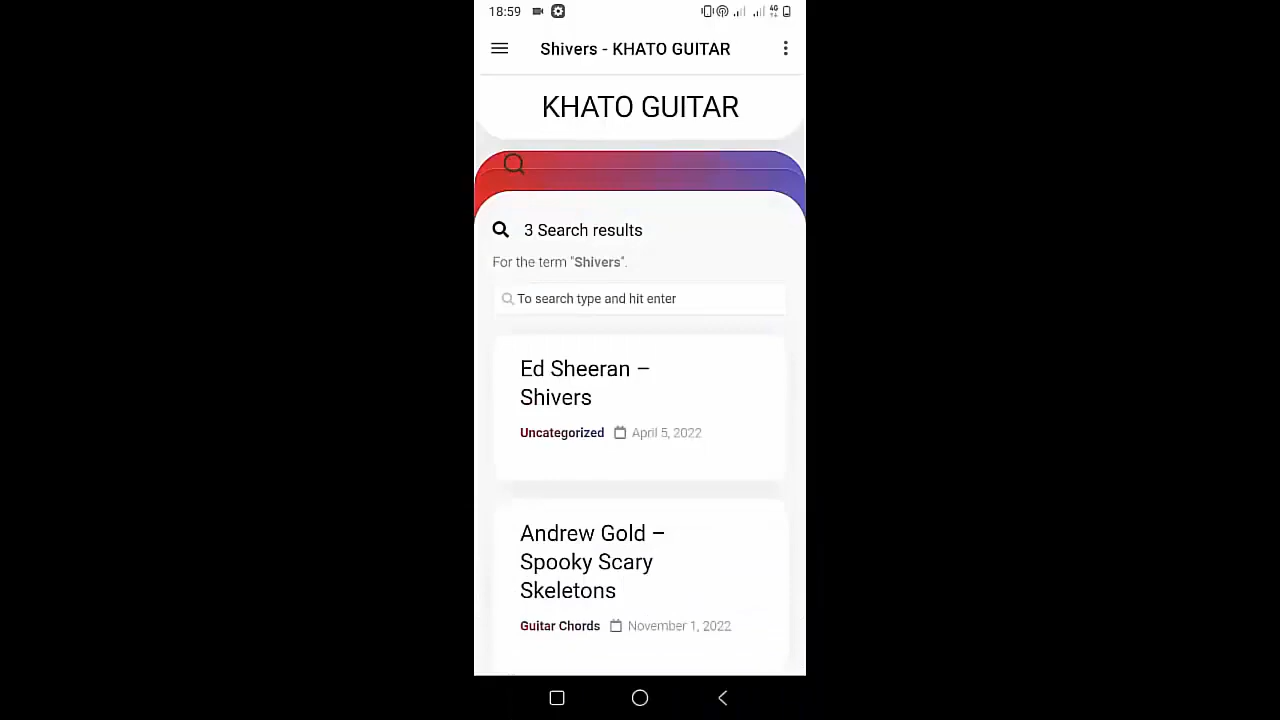 18:59
4G
Shivers - KHATO GUITAR
KHATO GUITAR
3 Search results
For the term "Shivers".
To search type and hit enter
Ed Sheeran –
Shivers
Uncategorized April 5, 2022
Andrew Gold –
Spooky Scary
Skeletons
Guitar Chords November 1, 2022